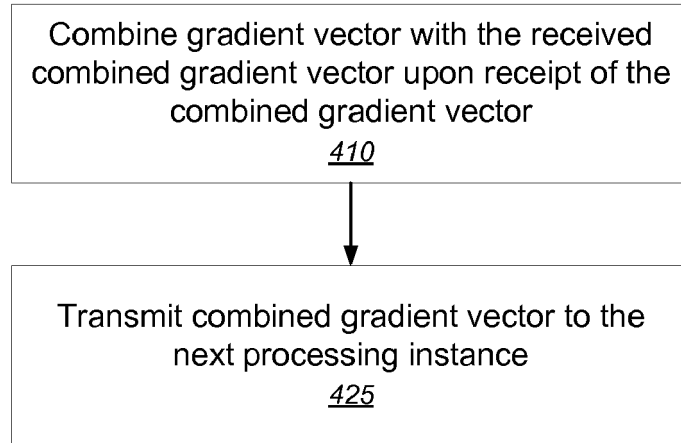 Combine gradient vector with the received
combined gradient vector upon receipt of the
combined gradient vector
410
Transmit combined gradient vector to the
next processing instance
425